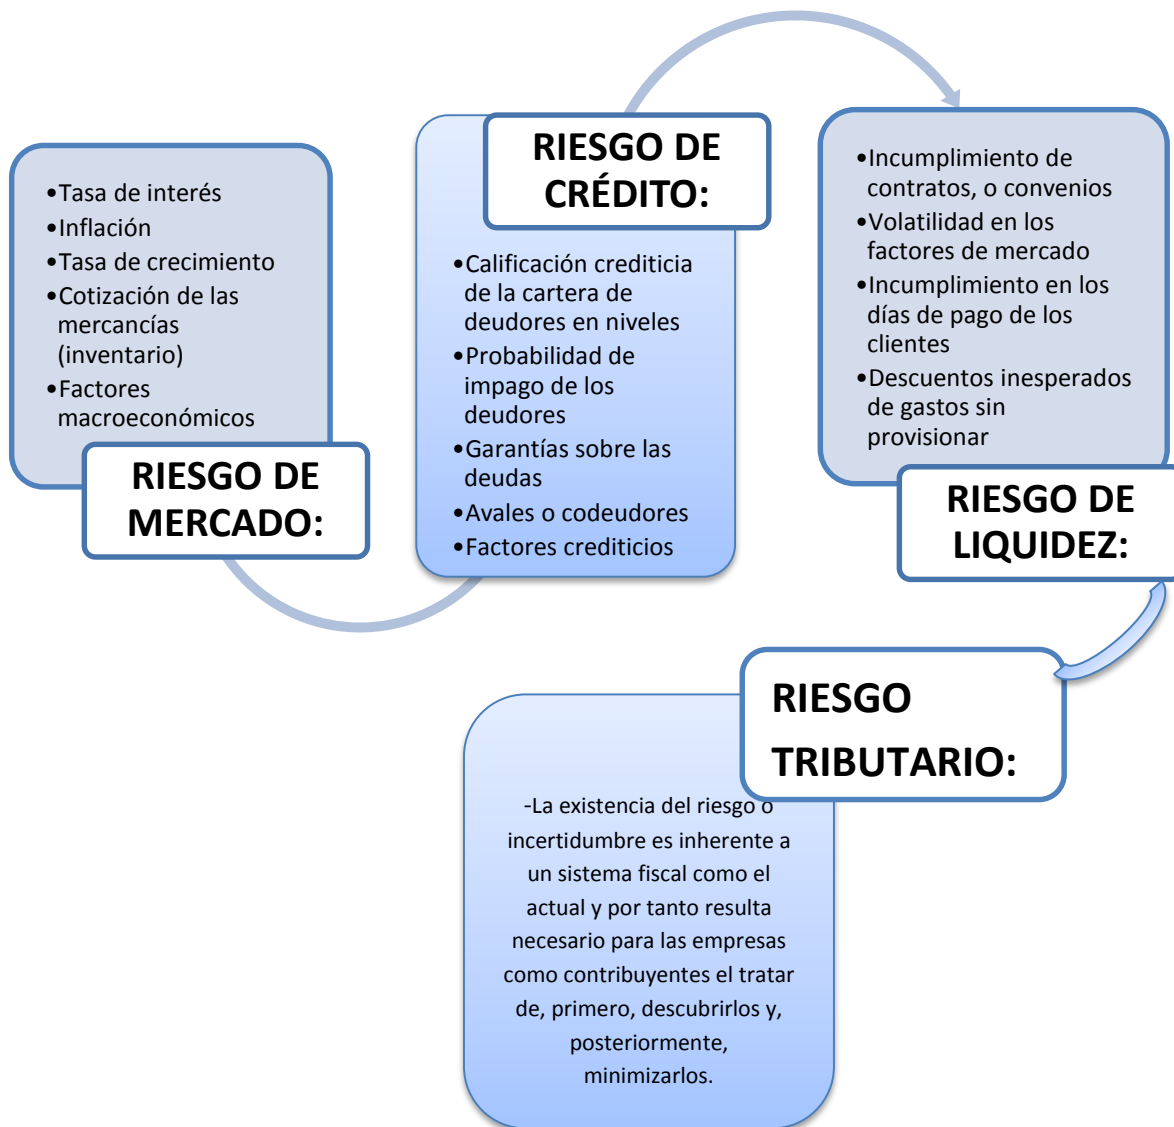 •Tasa de interés
•Inflación
•Tasa de crecimiento
•Cotización de las
mercancías
(inventario)
•Factores
macroeconómicos
RIESGO DE
MERCADO:
RIESGO DE
CRÉDITO:
•Calificación crediticia
de la cartera de
deudores en niveles
•Probabilidad de
impago de los
deudores
•Garantías sobre las
deudas
•Avales o codeudores
•Factores crediticios
•Incumplimiento de
contratos, o convenios
•Volatilidad en los
factores de mercado
•Incumplimiento en los
días de pago de los
clientes
•Descuentos inesperados
de gastos sin
provisionar
RIESGO DE
LIQUIDEZ:
RIESGO
TRIBUTARIO:
-La existencia del riesgo o
incertidumbre es inherente a
un sistema fiscal como el
actual y por tanto resulta
necesario para las empresas
como contribuyentes el tratar
de, primero, descubrirlos y,
posteriormente,
minimizarlos.